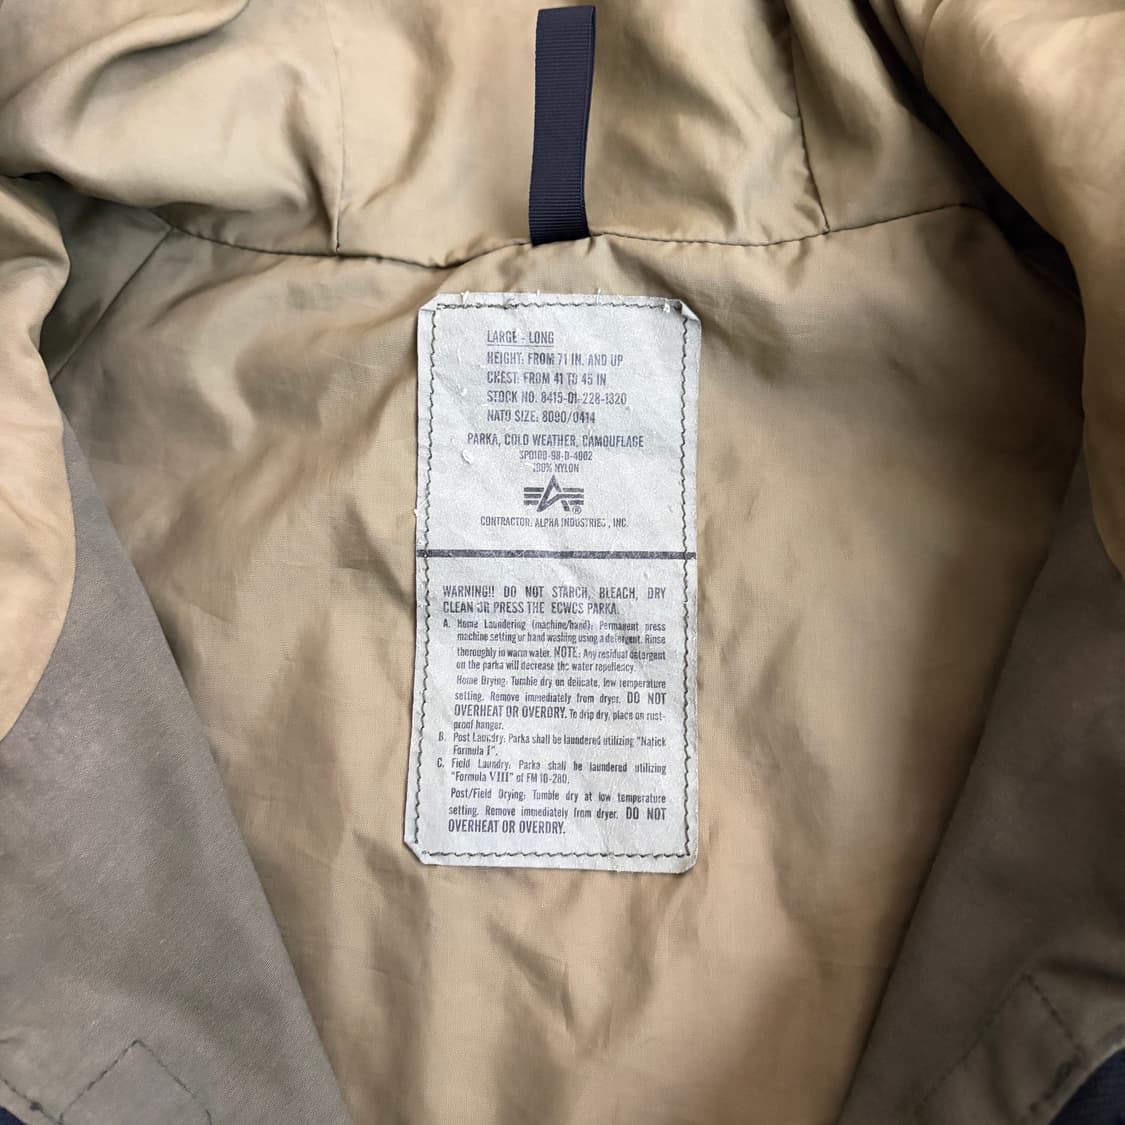 LARGE - LONG
HEIGHT: FROM 71 IN. AND UP
CHEST: FROM 41 TO 45 IN
STOCK NO. 8415-01-228-1320
NATO SIZE: 8090/0414
PARKA, COLD WEATHER, CAMOUFLAGE
SPO100-98-D-4002
100% NYLON
®
CONTRACTOR: ALPHA INDUSTRIES, INC.
WARNING!! DO NOT STARCH, BLEACH, DRY
CLEAN OR PRESS THE ECWCS PARKA.
A. Home Laundering (machine/hand): Permanent press
machine setting or hand washing using a detergent. Rinse
thoroughly in warm water. NOTE: Any residual detergent
on the parka will decrease the water repellency.
Home Drying: Tumble dry on delicate, low temperature
setting. Remove immediately from dryer. DO NOT
OVERHEAT OR OVERDRY. To drip dry, place on rust-
proof hanger.
B. Post Laundry: Parka shall be laundered utilizing "Natick
Formula I".
C. Field Laundry: Parka shall be laundered utilizing
"Formula VIII" of FM 10-280.
Post/Field Drying: Tumble dry at low temperature
setting. Remove immediately from dryer. DO NOT
OVERHEAT OR OVERDRY.